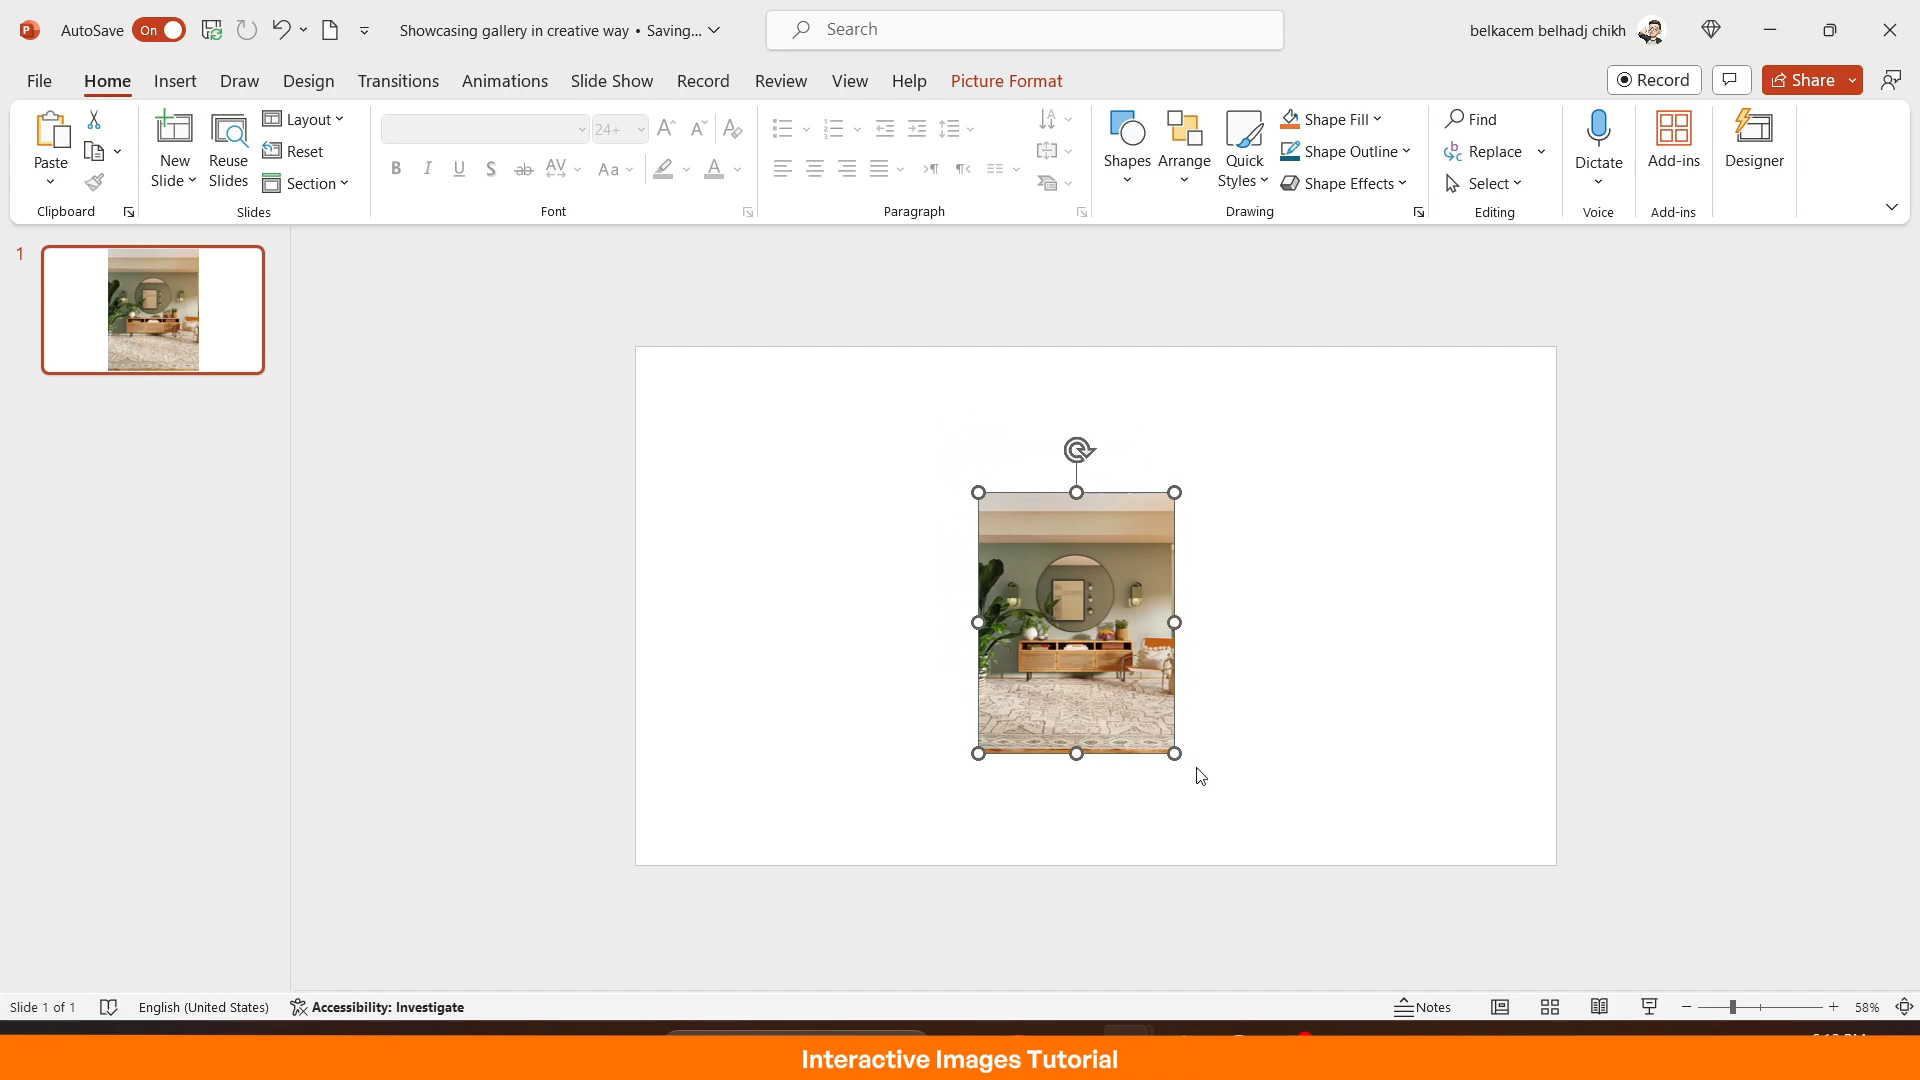 AutoSave On
Showcasing gallery in creative way • Saving...
Search
belkacem belhadj chikh
File Home Insert Draw Design Transitions Animations Slide Show Record Review View Help Picture Format
Record
Share
Paste
Clipboard
New Slide
Reuse Slides
Layout
Reset
Section
Slides
24+
B I U S ab AV Aa A
Font
Paragraph
Shapes
Arrange
Quick Styles
Shape Fill
Shape Outline
Shape Effects
Drawing
Find
Replace
Select
Editing
Dictate
Voice
Add-ins
Add-ins
Designer
1
Slide 1 of 1
English (United States)
Accessibility: Investigate
Notes
58%
Interactive Images Tutorial